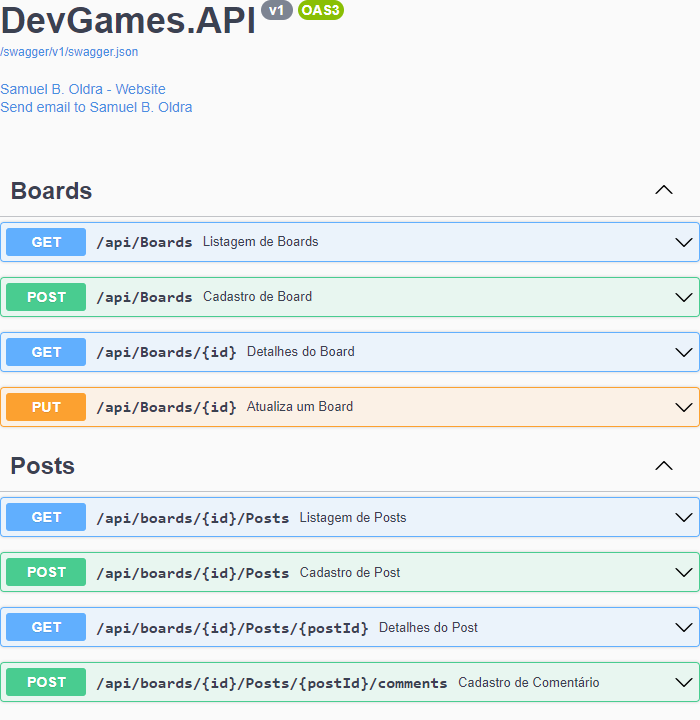 DevGames.API v1 OAS3
/swagger/v1/swagger.json
Samuel B. Oldra - Website
Send email to Samuel B. Oldra
Boards
GET /api/Boards Listagem de Boards
POST /api/Boards Cadastro de Board
GET /api/Boards/{id} Detalhes do Board
PUT /api/Boards/{id} Atualiza um Board
Posts
GET /api/boards/{id}/Posts Listagem de Posts
POST /api/boards/{id}/Posts Cadastro de Post
GET /api/boards/{id}/Posts/{postId} Detalhes do Post
POST /api/boards/{id}/Posts/{postId}/comments Cadastro de Comentário